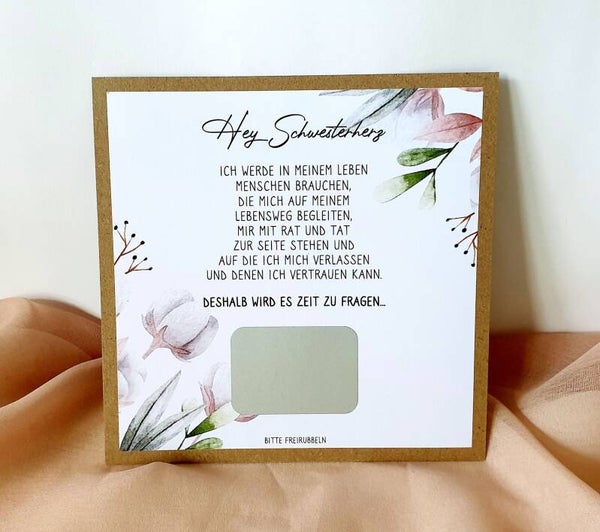 Hey Schwesterherz
ICH WERDE IN MEINEM LEBEN
MENSCHEN BRAUCHEN,
DIE MICH AUF MEINEM
LEBENSWEG BEGLEITEN,
MIR MIT RAT UND TAT
ZUR SEITE STEHEN UND
AUF DIE ICH MICH VERLASSEN
UND DENEN ICH VERTRAUEN KANN.
DESHALB WIRD ES ZEIT ZU FRAGEN...
BITTE FREIRUBBELN